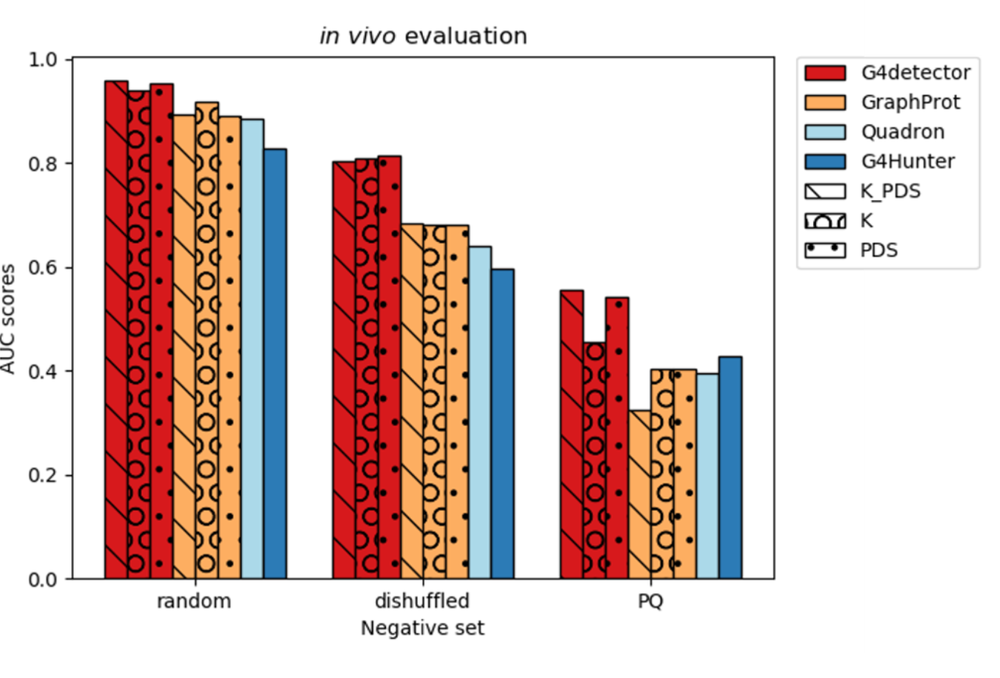 in vivo evaluation
1.0
0.8
0.6
0.4
0.2
0.0
AUC scores
random
dishuffled
PQ
Negative set
G4detector
GraphProt
Quadron
G4Hunter
K_PDS
K
PDS